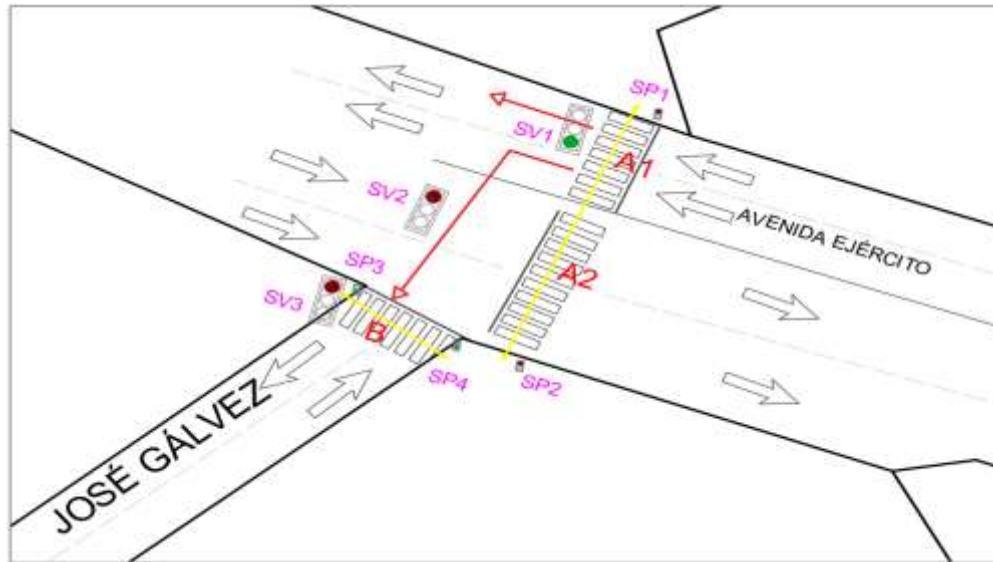 SP1
SV1
A1
SV2
AVENIDA EJÉRCITO
SP3
A2
SV3
B
SP4
SP2
JOSÉ GÁLVEZ